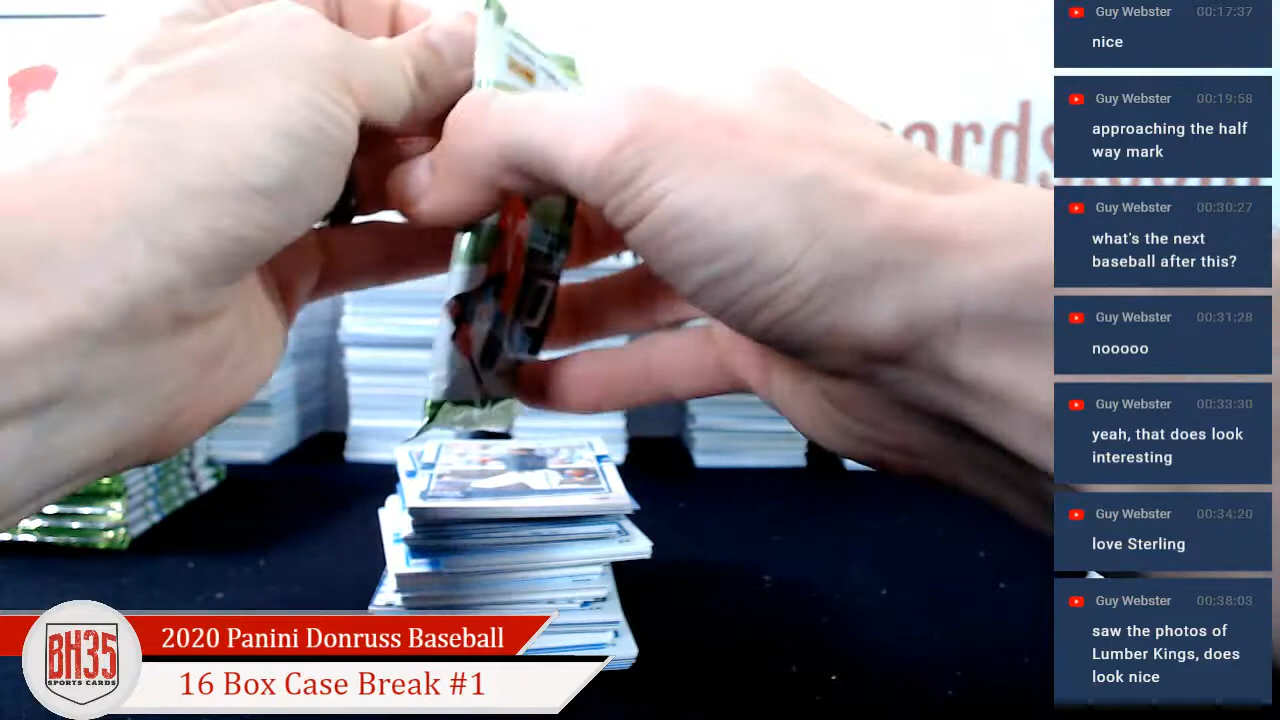 Guy Webster 00:17:37
nice
Guy Webster 00:19:58
approaching the half
way mark
Guy Webster 00:30:27
what's the next
baseball after this?
Guy Webster 00:31:28
nooooo
Guy Webster 00:33:30
yeah, that does look
interesting
Guy Webster 00:34:20
love Sterling
Guy Webster 00:38:03
saw the photos of
Lumber Kings, does
look nice
BH35
SPORTS CARDS
2020 Panini Donruss Baseball
16 Box Case Break #1